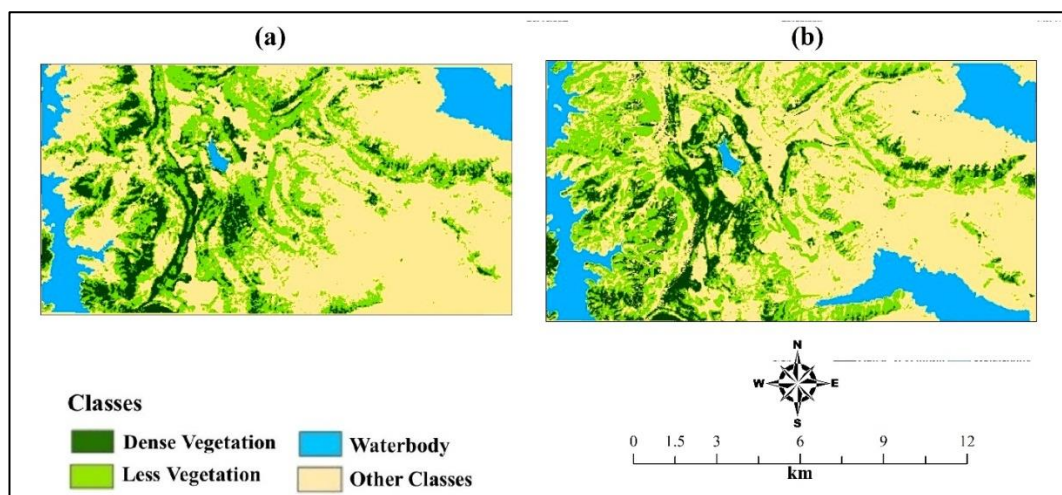 (a)
(b)
N
W E
S
Classes
Dense Vegetation
Waterbody
Less Vegetation
Other Classes
0 1.5 3 6 9 12
km